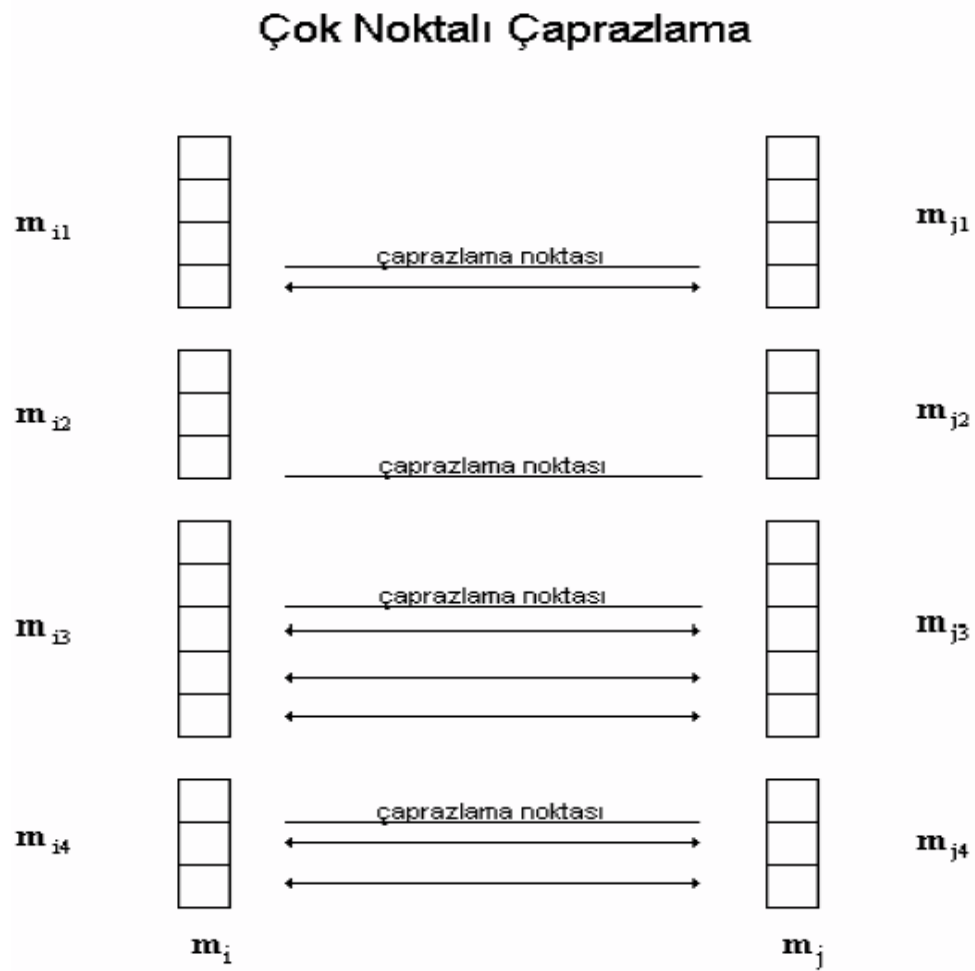 Çok Noktalı Çaprazlama
m i1
çaprazlama noktası
m j1
m i2
çaprazlama noktası
m j2
m i3
çaprazlama noktası
m j3
m i4
çaprazlama noktası
m j4
m i
m j